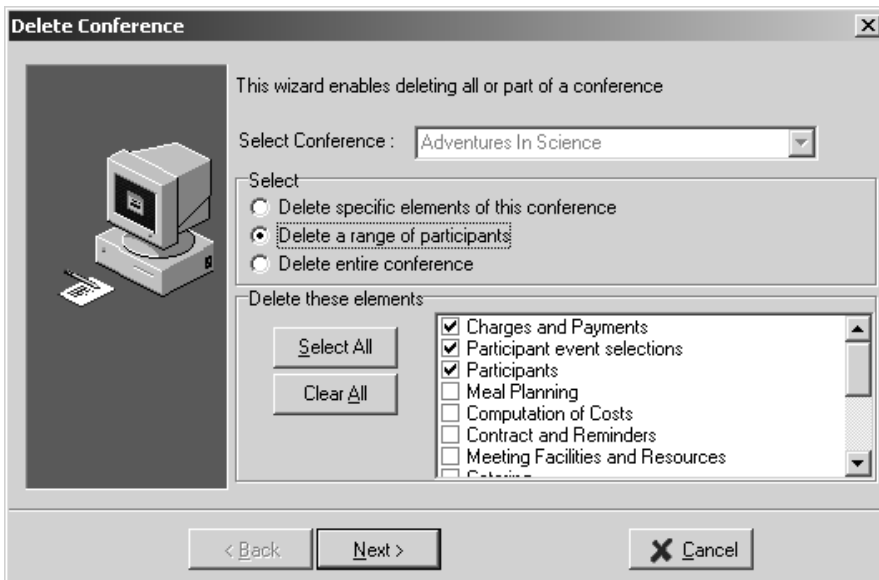 Delete Conference
This wizard enables deleting all or part of a conference
Select Conference : Adventures In Science
Select
Delete specific elements of this conference
Delete a range of participants
Delete entire conference
Delete these elements
Select All
Clear All
Charges and Payments
Participant event selections
Participants
Meal Planning
Computation of Costs
Contract and Reminders
Meeting Facilities and Resources
< Back
Next >
Cancel